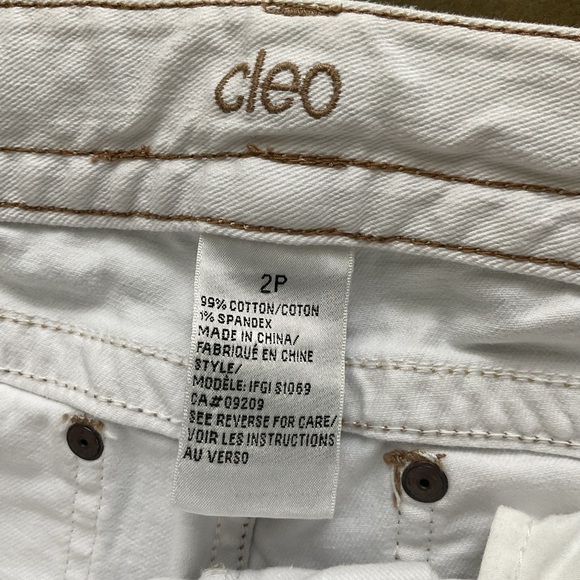 cleo
2P
99% COTTON/COTON
1% SPANDEX
MADE IN CHINA/
FABRIQUÉ EN CHINE
STYLE/
MODÈLE: IFGI S1069
CA# 09209
SEE REVERSE FOR CARE/
VOIR LES INSTRUCTIONS
AU VERSO